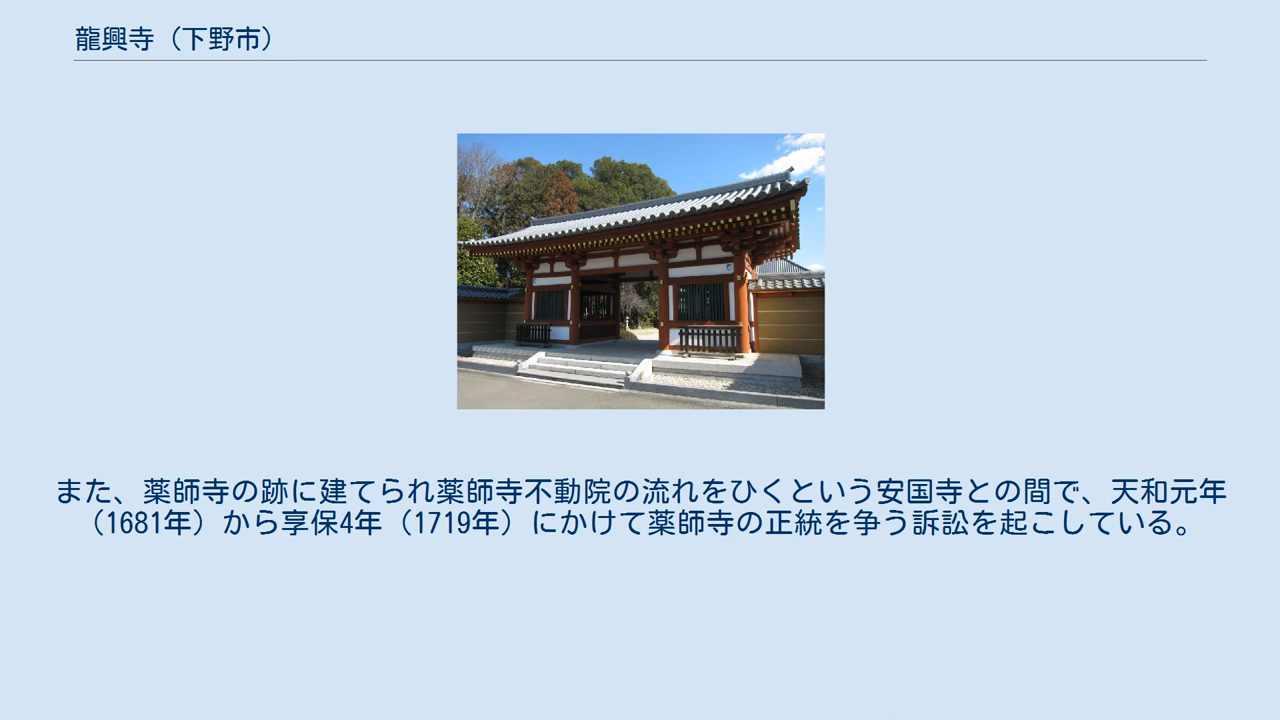 龍興寺（下野市）
また、薬師寺の跡に建てられ薬師寺不動院の流れをひくという安国寺との間で、天和元年
（1681年）から享保4年（1719年）にかけて薬師寺の正統を争う訴訟を起こしている。